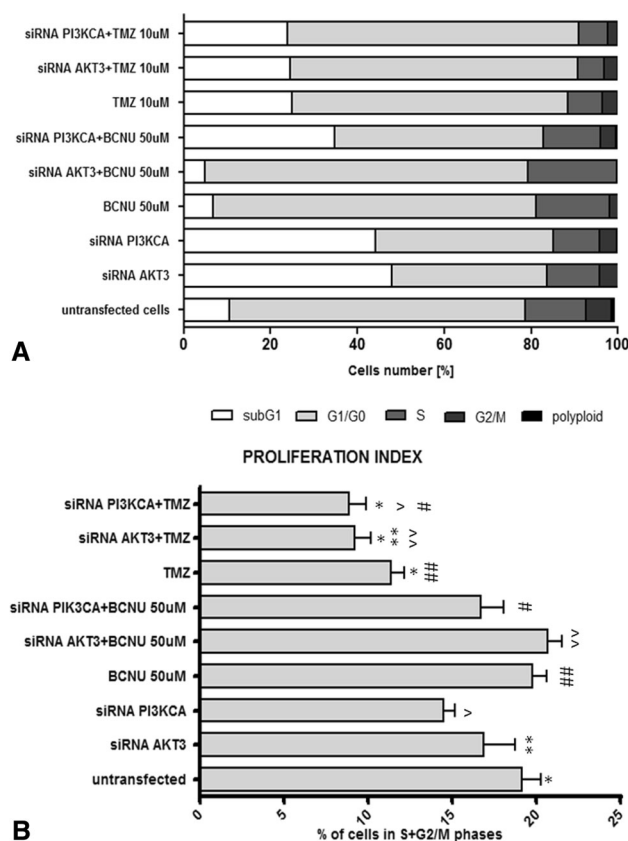 siRNA PI3KCA+TMZ 10uM
siRNA AKT3+TMZ 10uM
TMZ 10uM
siRNA PI3KCA+BCNU 50uM
siRNA AKT3+BCNU 50uM
BCNU 50uM
siRNA PI3KCA
siRNA AKT3
untransfected cells
0 20 40 60 80 100
A
Cells number [%]
subG1 G1/G0 S G2/M polyploid
PROLIFERATION INDEX
siRNA PI3KCA+TMZ * > #
siRNA AKT3+TMZ * ** >>
TMZ * ##
siRNA PIK3CA+BCNU 50uM #
siRNA AKT3+BCNU 50uM >>
BCNU 50uM ##
siRNA PI3KCA >
siRNA AKT3 **
untransfected *
0 5 10 15 20 25
B
% of cells in S+G2/M phases